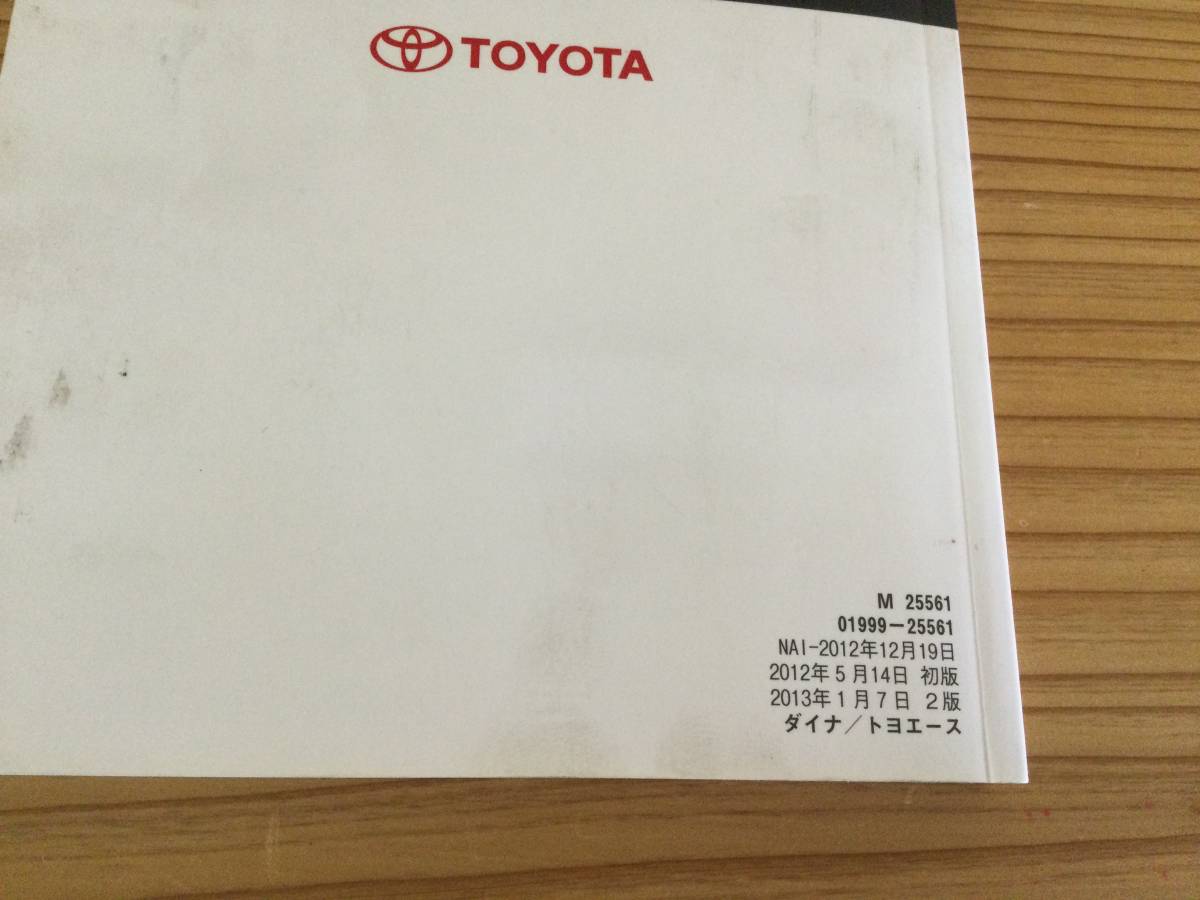 TOYOTA
M 25561
01999-25561
NAI-2012年12月19日
2012年5月14日 初版
2013年1月7日 2版
ダイナ/トヨエース